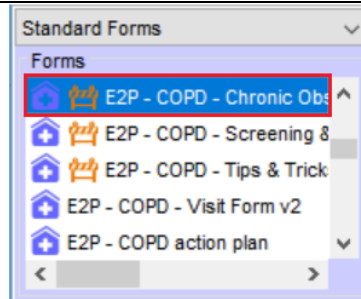 Standard Forms
Forms
E2P - COPD - Chronic Obs
E2P - COPD - Screening &
E2P - COPD - Tips & Trick
E2P - COPD - Visit Form v2
E2P - COPD action plan